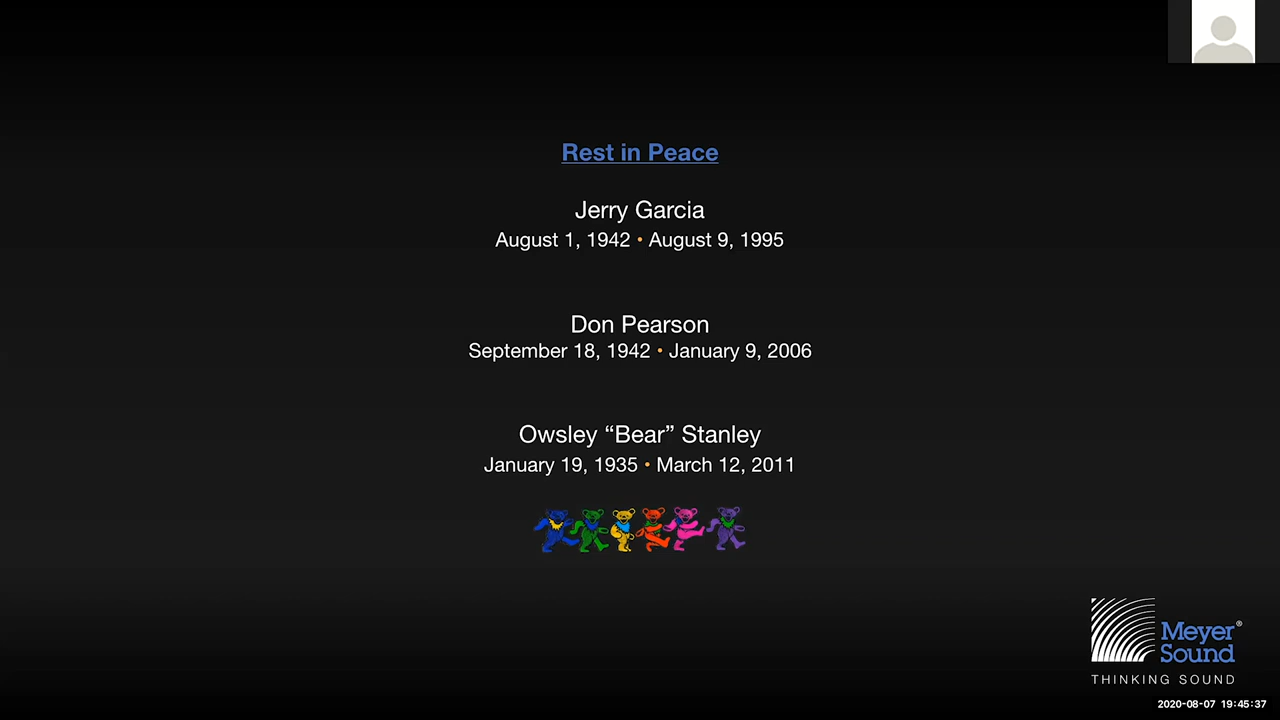 Rest in Peace
Jerry Garcia
August 1, 1942 • August 9, 1995
Don Pearson
September 18, 1942 • January 9, 2006
Owsley “Bear” Stanley
January 19, 1935 • March 12, 2011
Meyer®
Sound
THINKING SOUND
2020-08-07 19:45:37